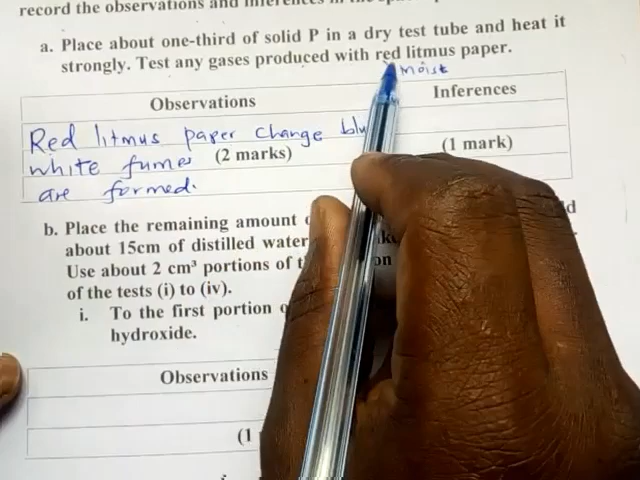 record the observations and inferences in the
a. Place about one-third of solid P in a dry test tube and heat it
strongly. Test any gases produced with red litmus paper.
moist
Observations
Inferences
Red litmus paper change blu
white fumes (2 marks)
(1 mark)
are formed.
b. Place the remaining amount
about 15cm of distilled water
Use about 2 cm³ portions of on
of the tests (i) to (iv).
i. To the first portion
hydroxide.
Observations
(1